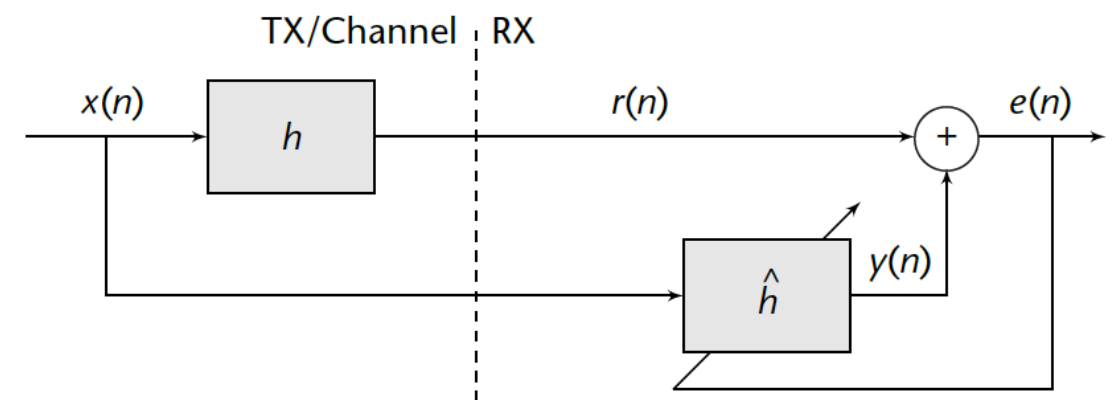 TX/Channel RX
x(n)
h
r(n)
+
e(n)
ĥ
y(n)